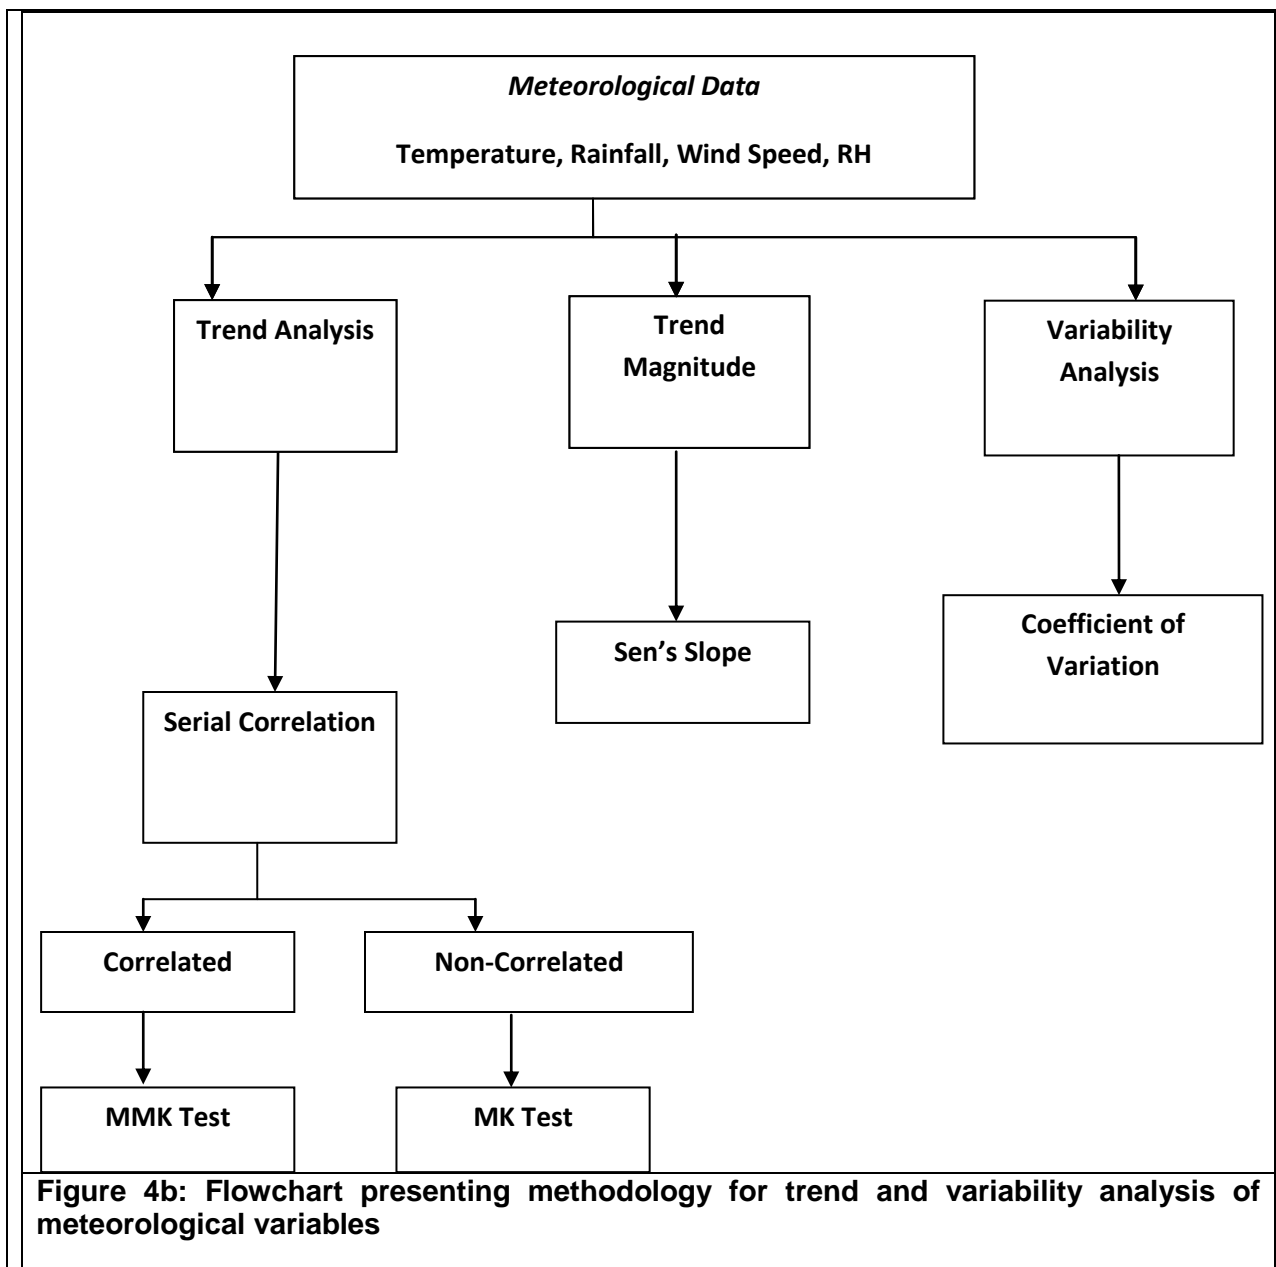 Meteorological Data
Temperature, Rainfall, Wind Speed, RH
Trend Analysis
Trend
Magnitude
Variability
Analysis
Sen’s Slope
Coefficient of
Variation
Serial Correlation
Correlated
Non-Correlated
MMK Test
MK Test
Figure 4b: Flowchart presenting methodology for trend and variability analysis of
meteorological variables